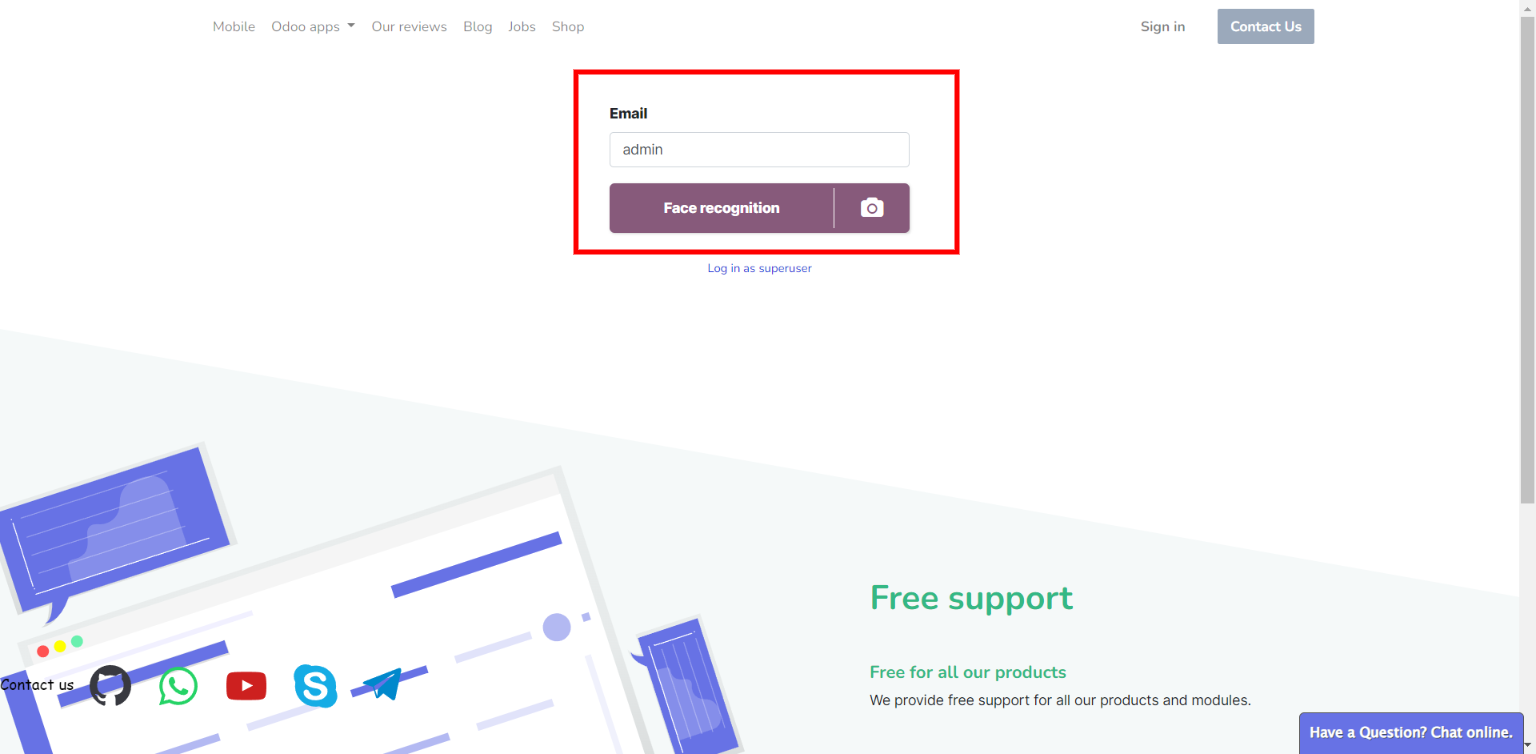 Mobile Odoo apps Our reviews Blog Jobs Shop Sign in Contact Us
Email
admin
Face recognition
Log in as superuser
Free support
Free for all our products
Contact us
We provide free support for all our products and modules.
Have a Question? Chat online.